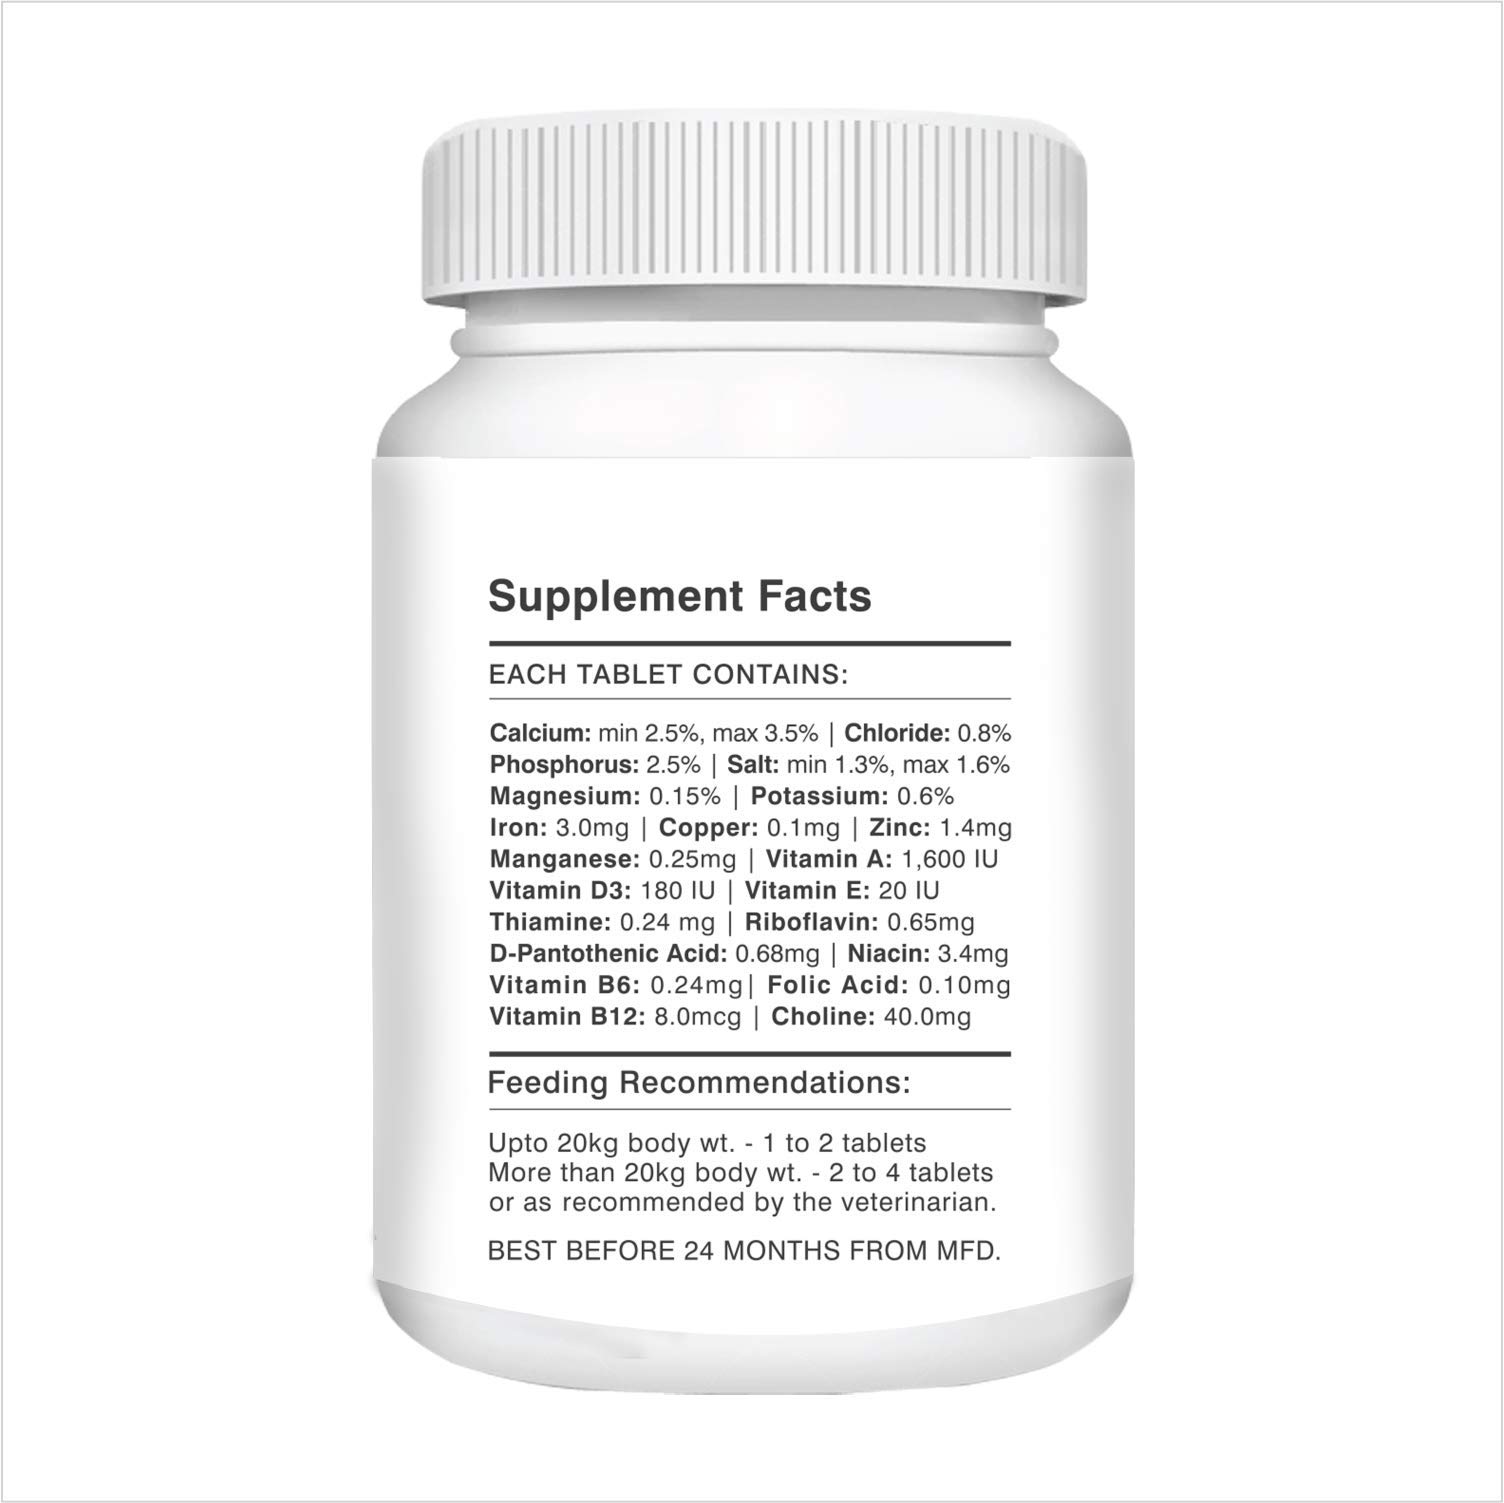 Supplement Facts
EACH TABLET CONTAINS:
Calcium: min 2.5%, max 3.5% | Chloride: 0.8%
Phosphorus: 2.5% | Salt: min 1.3%, max 1.6%
Magnesium: 0.15% | Potassium: 0.6%
Iron: 3.0mg | Copper: 0.1mg | Zinc: 1.4mg
Manganese: 0.25mg | Vitamin A: 1,600 IU
Vitamin D3: 180 IU | Vitamin E: 20 IU
Thiamine: 0.24 mg | Riboflavin: 0.65mg
D-Pantothenic Acid: 0.68mg | Niacin: 3.4mg
Vitamin B6: 0.24mg| Folic Acid: 0.10mg
Vitamin B12: 8.0mcg | Choline: 40.0mg
Feeding Recommendations:
Upto 20kg body wt. - 1 to 2 tablets
More than 20kg body wt. - 2 to 4 tablets
or as recommended by the veterinarian.
BEST BEFORE 24 MONTHS FROM MFD.